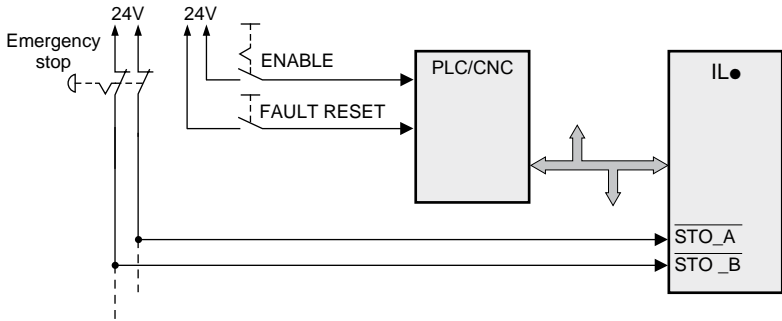 24V
24V
Emergency
stop
ENABLE
FAULT RESET
PLC/CNC
IL●
STO_A
STO _B